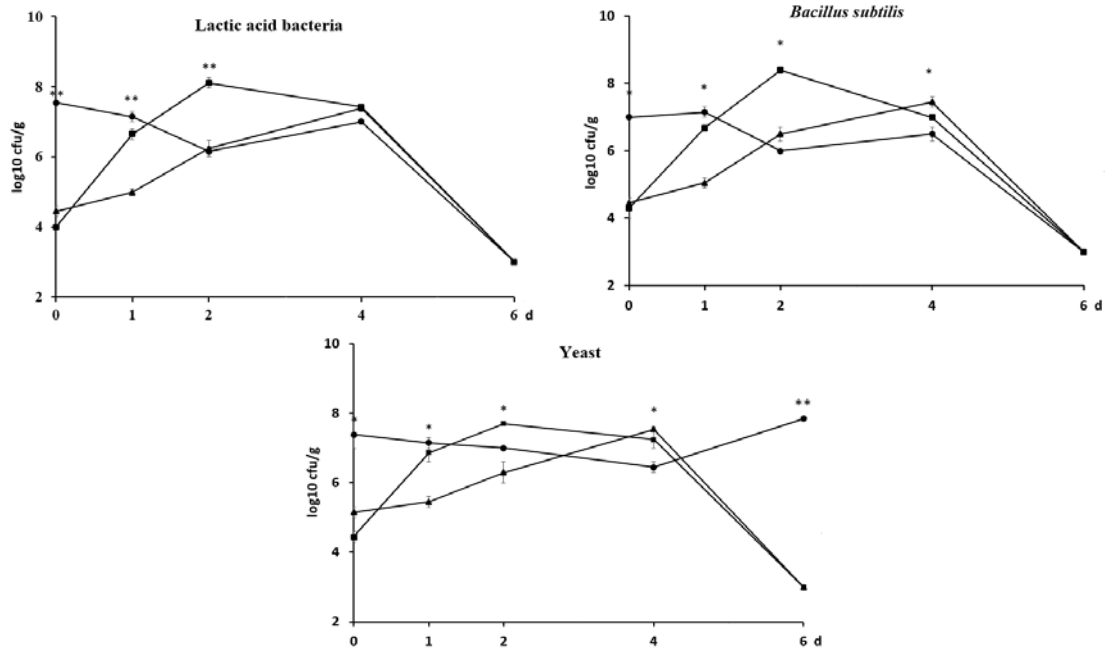 Lactic acid bacteria
10
8
6
4
2
log10 cfu/g
** ** **
0 1 2 4 6 d
Bacillus subtilis
10
8
6
4
2
log10 cfu/g
* * * *
0 1 2 4 6 d
Yeast
10
8
6
4
2
log10 cfu/g
* * * * **
0 1 2 4 6 d